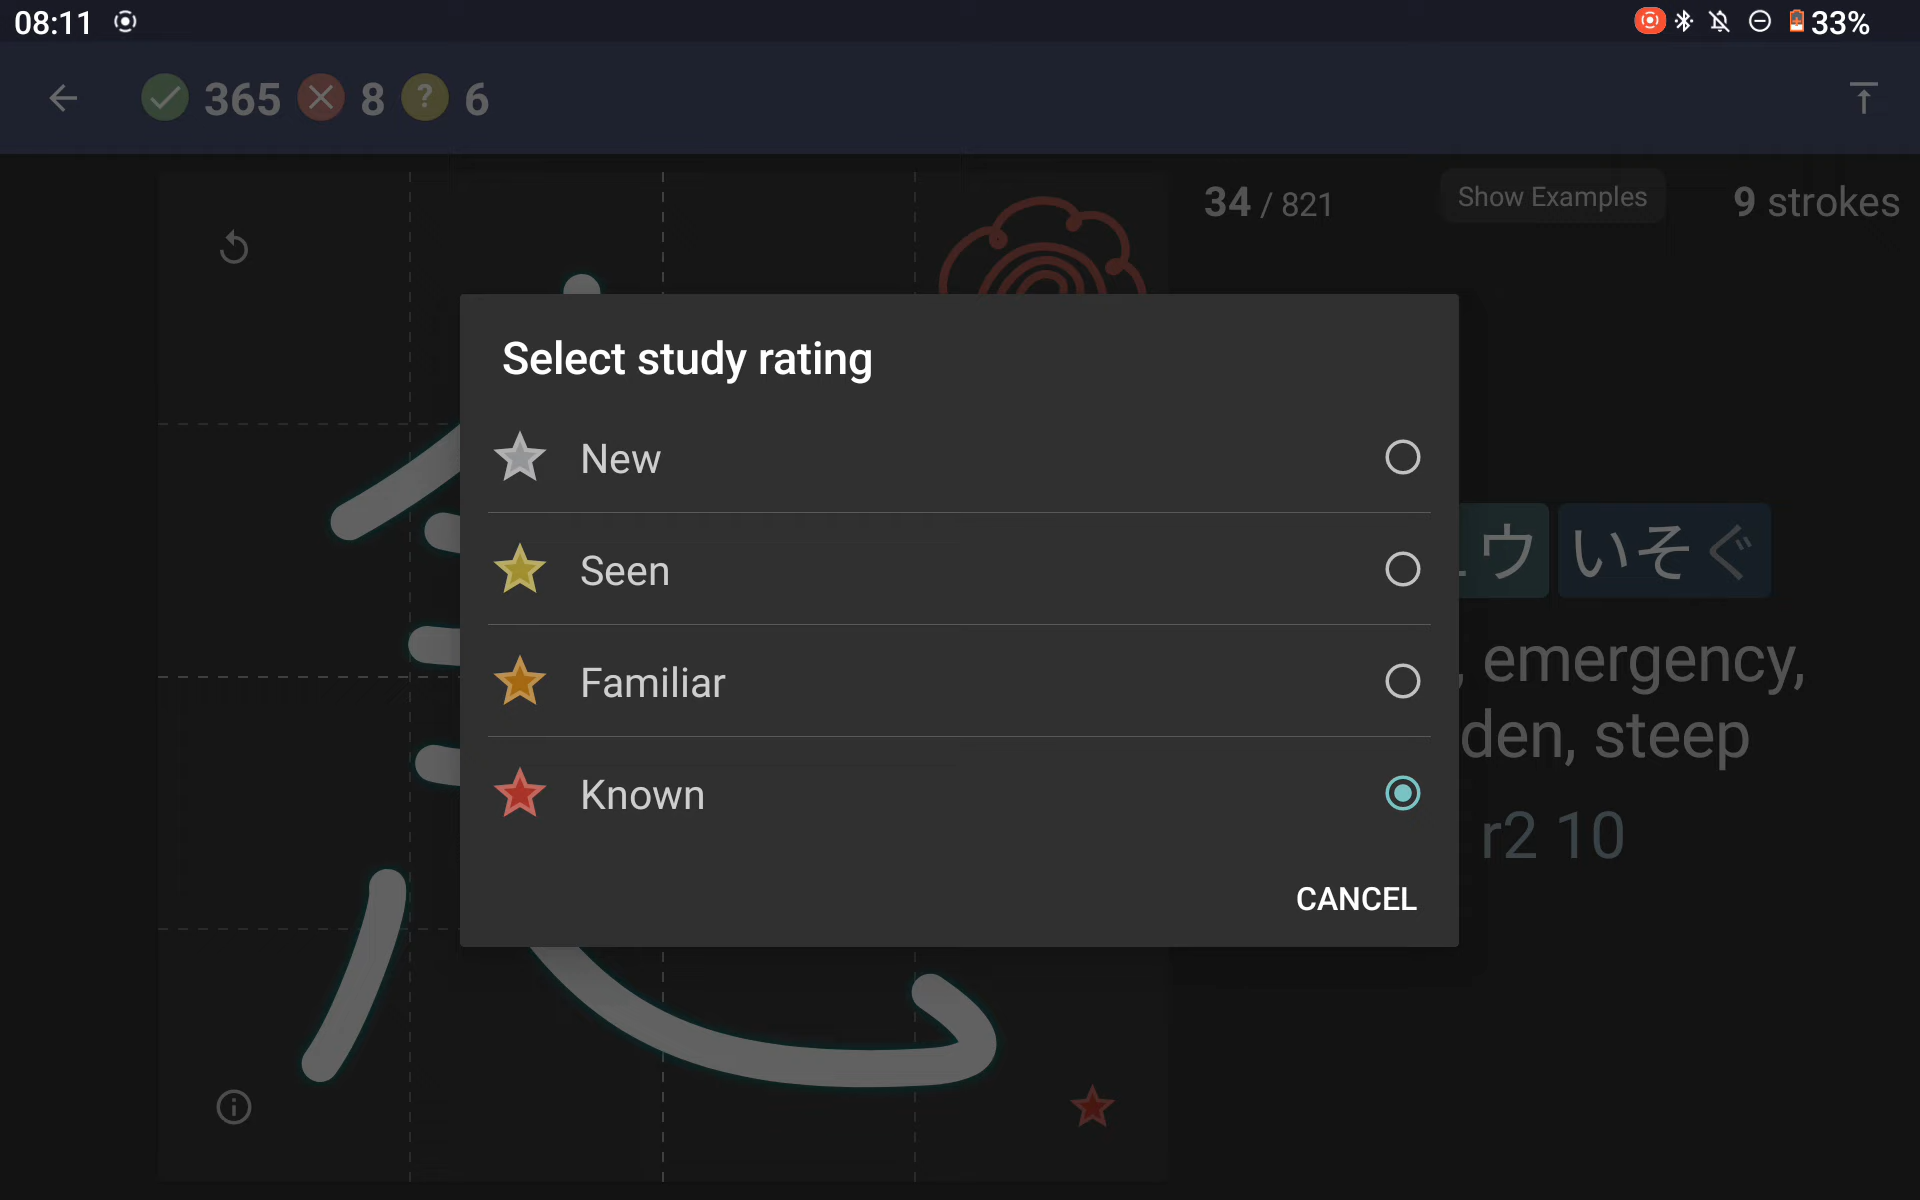 08:11 33%
365 8 ? 6
34 / 821 Show Examples 9 strokes
Select study rating
New
Seen
Familiar
Known
CANCEL
ウ いそぐ
, emergency,
den, steep
r2 10